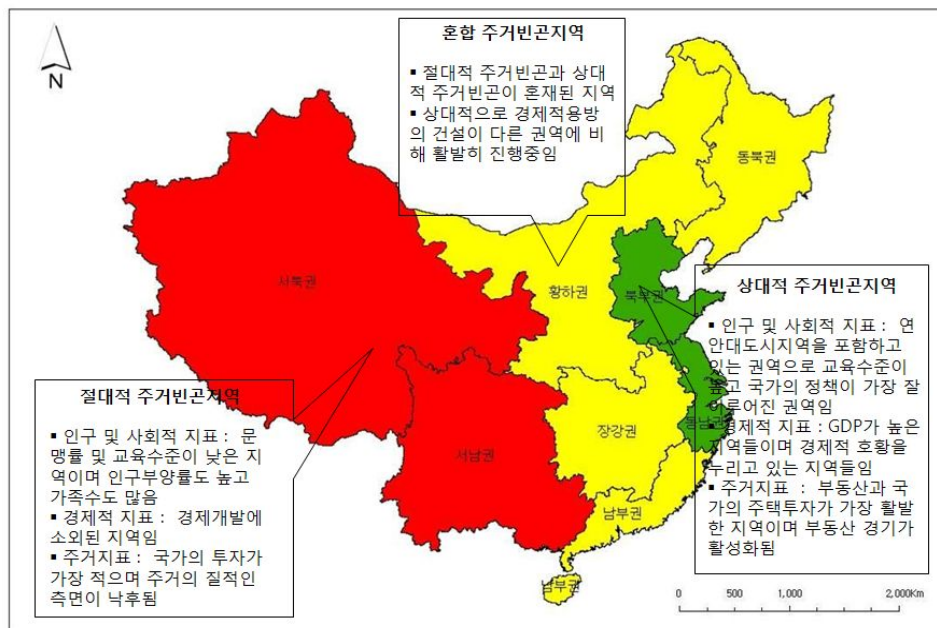 N
혼합 주거빈곤지역
▪ 절대적 주거빈곤과 상대
적 주거빈곤이 혼재된 지역
▪ 상대적으로 경제적용방
의 건설이 다른 권역에 비
해 활발히 진행중임
동북권
서북권
황하권
북부권
장강권
동남권
서남권
남부권
남부권
상대적 주거빈곤지역
▪ 인구 및 사회적 지표 : 연
안대도시지역을 포함하고
있는 권역으로 교육수준이
높고 국가의 정책이 가장 잘
이루어진 권역임
▪ 경제적 지표 : GDP가 높은
지역들이며 경제적 호황을
누리고 있는 지역들임
▪ 주거지표 : 부동산과 국
가의 주택투자가 가장 활발
한 지역이며 부동산 경기가
활성화됨
절대적 주거빈곤지역
▪ 인구 및 사회적 지표 : 문
맹률 및 교육수준이 낮은 지
역이며 인구부양률도 높고
가족수도 많음
▪ 경제적 지표 : 경제개발에
소외된 지역임
▪ 주거지표 : 국가의 투자가
가장 적으며 주거의 질적인
측면이 낙후됨
0 500 1,000 2,000Km